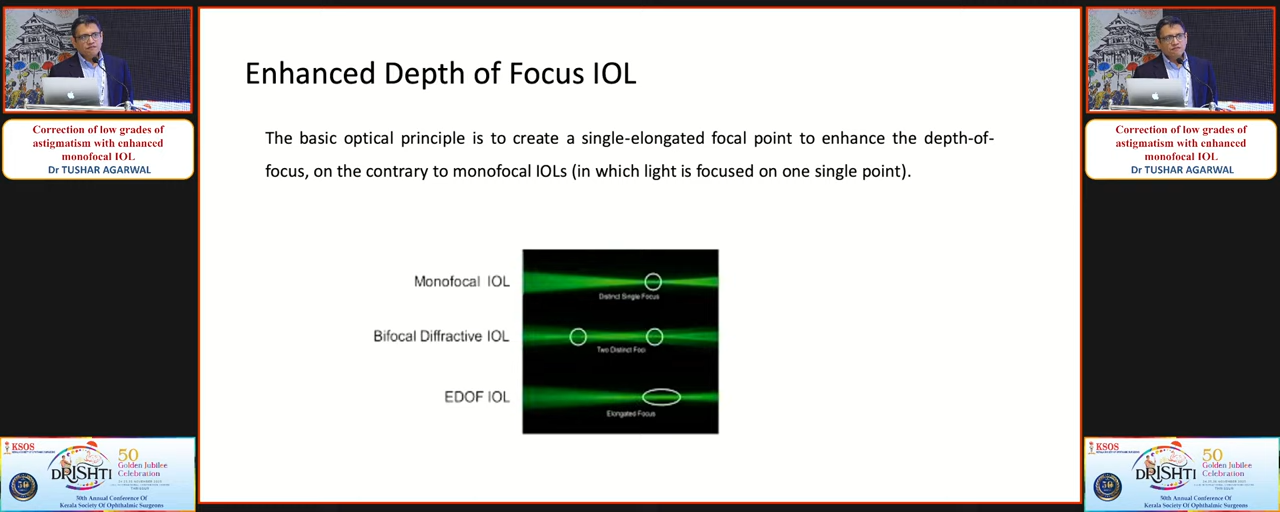 Enhanced Depth of Focus IOL
The basic optical principle is to create a single-elongated focal point to enhance the depth-of-
focus, on the contrary to monofocal IOLs (in which light is focused on one single point).
Monofocal IOL
Distinct Single Focus
Bifocal Diffractive IOL
Two Distinct Foci
EDOF IOL
Elongated Focus
Correction of low grades of
astigmatism with enhanced
monofocal IOL
Dr TUSHAR AGARWAL
KSOS
DRISHTI
50
Golden Jubilee
Celebration
50th Annual Conference Of
Kerala Society Of Ophthalmic Surgeons
Correction of low grades of
astigmatism with enhanced
monofocal IOL
Dr TUSHAR AGARWAL
KSOS
DRISHTI
50
Golden Jubilee
Celebration
50th Annual Conference Of
Kerala Society Of Ophthalmic Surgeons